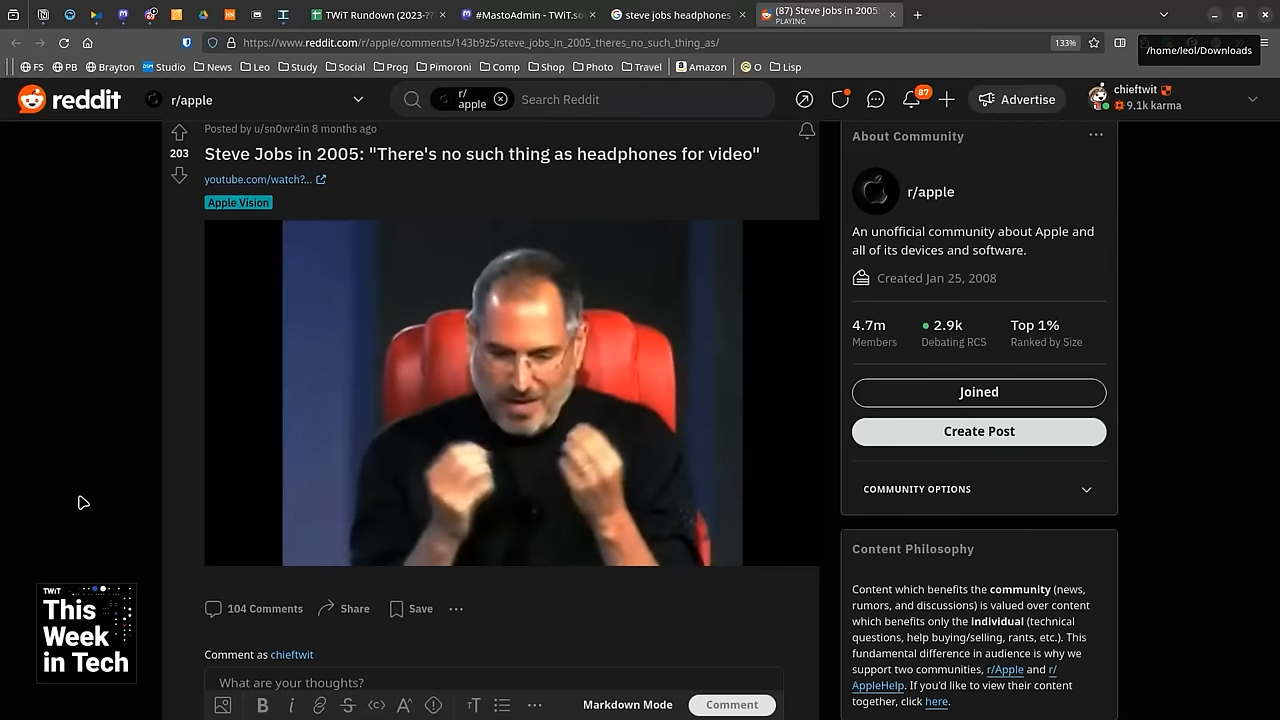 TWiT Rundown (2023-??
#MastoAdmin - TWiT.so
steve jobs headphones
(87) Steve Jobs in 2005:
PLAYING
https://www.reddit.com/r/apple/comments/143b9z5/steve_jobs_in_2005_theres_no_such_thing_as/
133%
/home/leol/Downloads
FS
PB
Brayton
Studio
News
Leo
Study
Social
Prog
Pimoroni
Comp
Shop
Photo
Travel
Amazon
O
Lisp
reddit
r/apple
r/
apple
Search Reddit
87
Advertise
chieftwit
9.1k karma
Posted by u/sn0wr4in 8 months ago
203
Steve Jobs in 2005: "There's no such thing as headphones for video"
youtube.com/watch?...
Apple Vision
104 Comments
Share
Save
Comment as chieftwit
What are your thoughts?
Markdown Mode
Comment
About Community
r/apple
An unofficial community about Apple and
all of its devices and software.
Created Jan 25, 2008
4.7m
Members
2.9k
Debating RCS
Top 1%
Ranked by Size
Joined
Create Post
COMMUNITY OPTIONS
Content Philosophy
Content which benefits the community (news,
rumors, and discussions) is valued over content
which benefits only the individual (technical
questions, help buying/selling, rants, etc.). This
fundamental difference in audience is why we
support two communities, r/Apple and r/
AppleHelp. If you'd like to view their content
together, click here.
TWiT
This
Week
in Tech